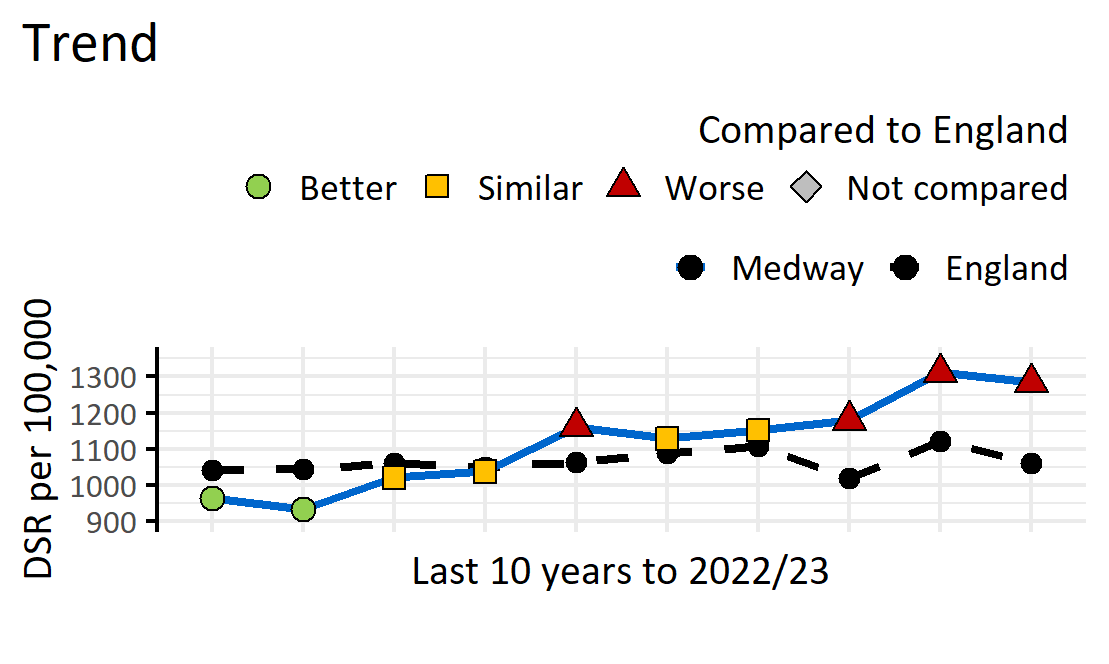 Trend
Compared to England
Better Similar Worse Not compared
Medway England
DSR per 100,000
1300
1200
1100
1000
900
Last 10 years to 2022/23